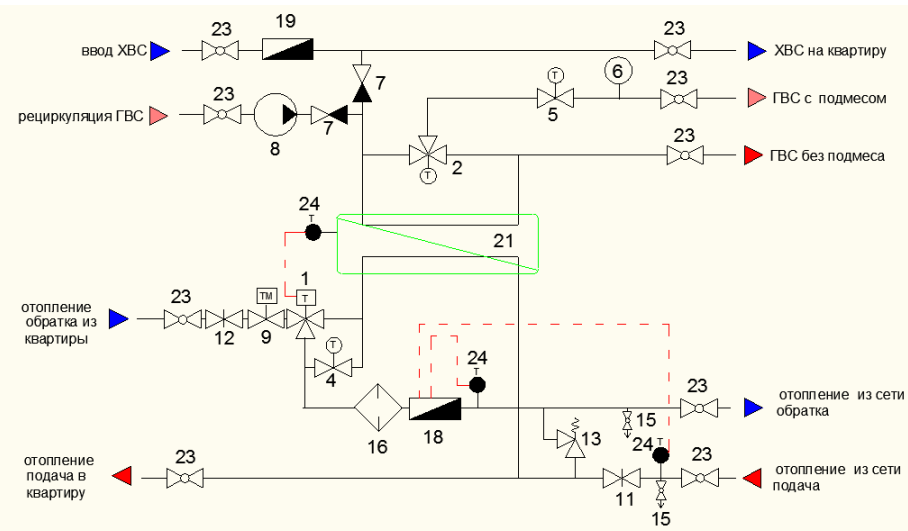 19
23
23
ввод ХВС
ХВС на квартиру
7
Т
6
23
23
ГВС с подмесом
рециркуляция ГВС
8
7
5
23
2
ГВС без подмеса
Т
24
Т
21
1
ТМ
Т
отопление
обратка из
квартиры
23
12
9
Т
4
24
Т
23
отопление из сети
обратка
16
18
13
15
24
Т
23
отопление
подача в
квартиру
23
11
отопление из сети
подача
15